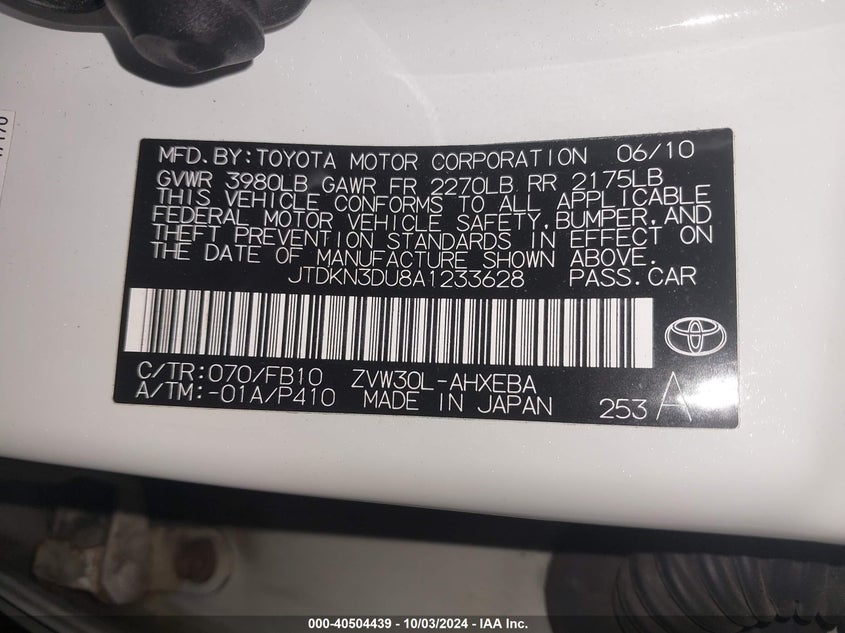 MFD.BY:TOYOTA MOTOR CORPORATION 06/10
GVWR 3980LB GAWR FR 2270LB RR 2175LB
THIS VEHICLE CONFORMS TO ALL APPLICABLE
FEDERAL MOTOR VEHICLE SAFETY,BUMPER,AND
THEFT PREVENTION STANDARDS IN EFFECT ON
THE DATE OF MANUFACTURE SHOWN ABOVE.
JTDKN3DU8A1233628 PASS.CAR
C/TR:070/FB10 ZVW30L-AHXEBA
A/TM:-01A/P410 MADE IN JAPAN 253 A
000-40504439 - 10/03/2024 - IAA Inc.